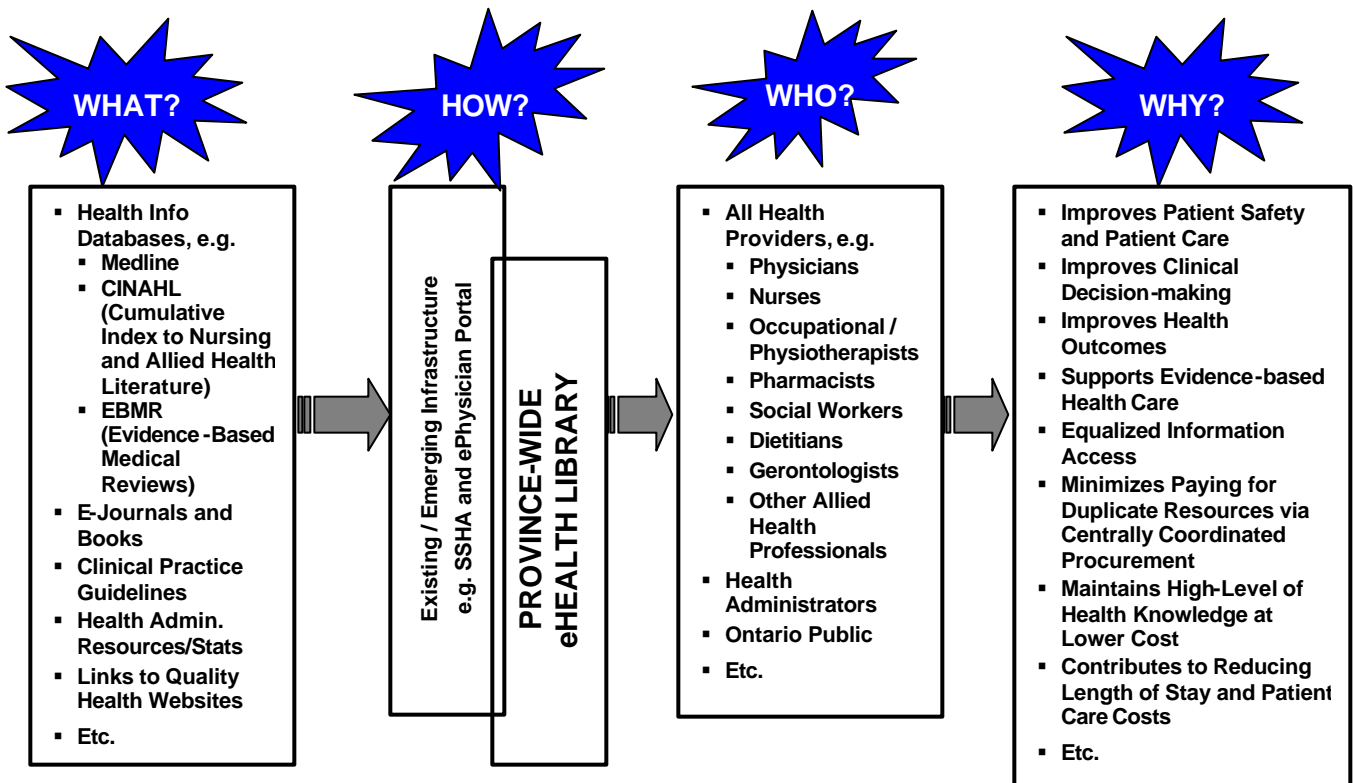 WHAT?
▪ Health Info
Databases, e.g.
▪ Medline
▪ CINAHL
(Cumulative
Index to Nursing
and Allied Health
Literature)
▪ EBMR
(Evidence-Based
Medical
Reviews)
▪ E-Journals and
Books
▪ Clinical Practice
Guidelines
▪ Health Admin.
Resources/Stats
▪ Links to Quality
Health Websites
▪ Etc.
HOW?
Existing / Emerging Infrastructure
e.g. SSHA and ePhysician Portal
PROVINCE-WIDE
eHEALTH LIBRARY
WHO?
▪ All Health
Providers, e.g.
▪ Physicians
▪ Nurses
▪ Occupational /
Physiotherapists
▪ Pharmacists
▪ Social Workers
▪ Dietitians
▪ Gerontologists
▪ Other Allied
Health
Professionals
▪ Health
Administrators
▪ Ontario Public
▪ Etc.
WHY?
▪ Improves Patient Safety
and Patient Care
▪ Improves Clinical
Decision-making
▪ Improves Health
Outcomes
▪ Supports Evidence-based
Health Care
▪ Equalized Information
Access
▪ Minimizes Paying for
Duplicate Resources via
Centrally Coordinated
Procurement
▪ Maintains High-Level of
Health Knowledge at
Lower Cost
▪ Contributes to Reducing
Length of Stay and Patient
Care Costs
▪ Etc.